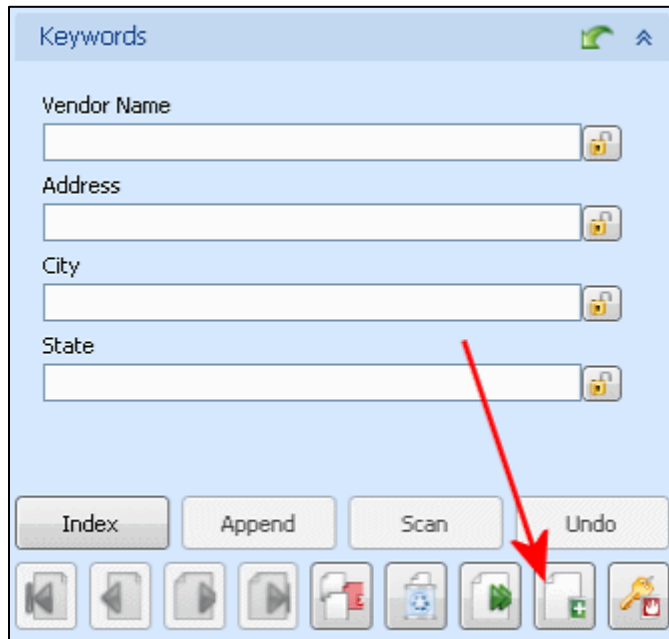 Keywords
Vendor Name
Address
City
State
Index Append Scan Undo